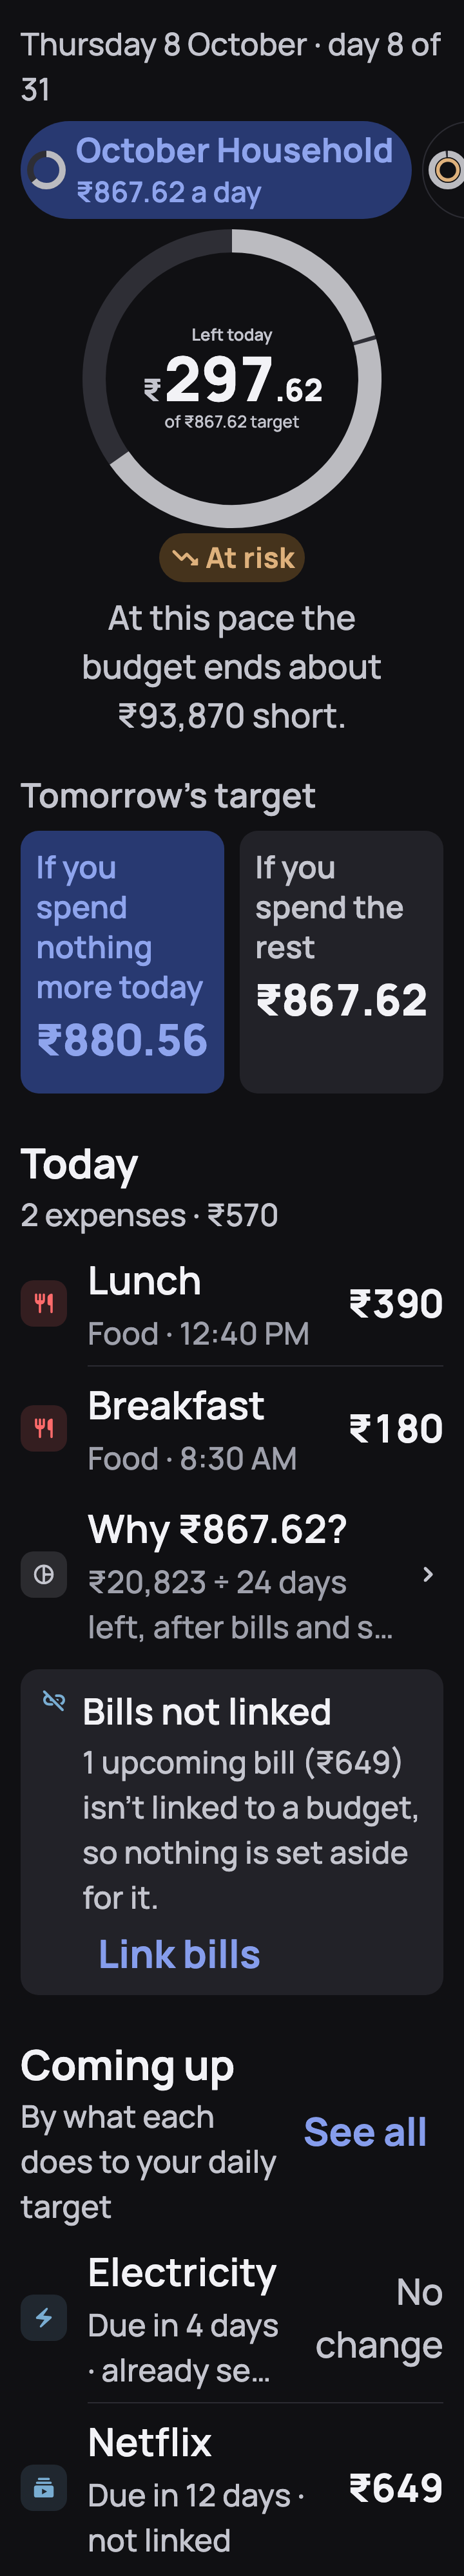 Thursday 8 October · day 8 of
31
October Household
₹867.62 a day
Left today
₹297.62
of ₹867.62 target
At risk
At this pace the
budget ends about
₹93,870 short.
Tomorrow's target
If you
spend
nothing
more today
₹880.56
If you
spend the
rest
₹867.62
Today
2 expenses · ₹570
Lunch
₹390
Food · 12:40 PM
Breakfast
₹180
Food · 8:30 AM
Why ₹867.62?
₹20,823 ÷ 24 days
left, after bills and s…
Bills not linked
1 upcoming bill (₹649)
isn't linked to a budget,
so nothing is set aside
for it.
Link bills
Coming up
By what each
does to your daily
target
See all
Electricity
Due in 4 days
· already se…
No
change
Netflix
Due in 12 days ·
not linked
₹649